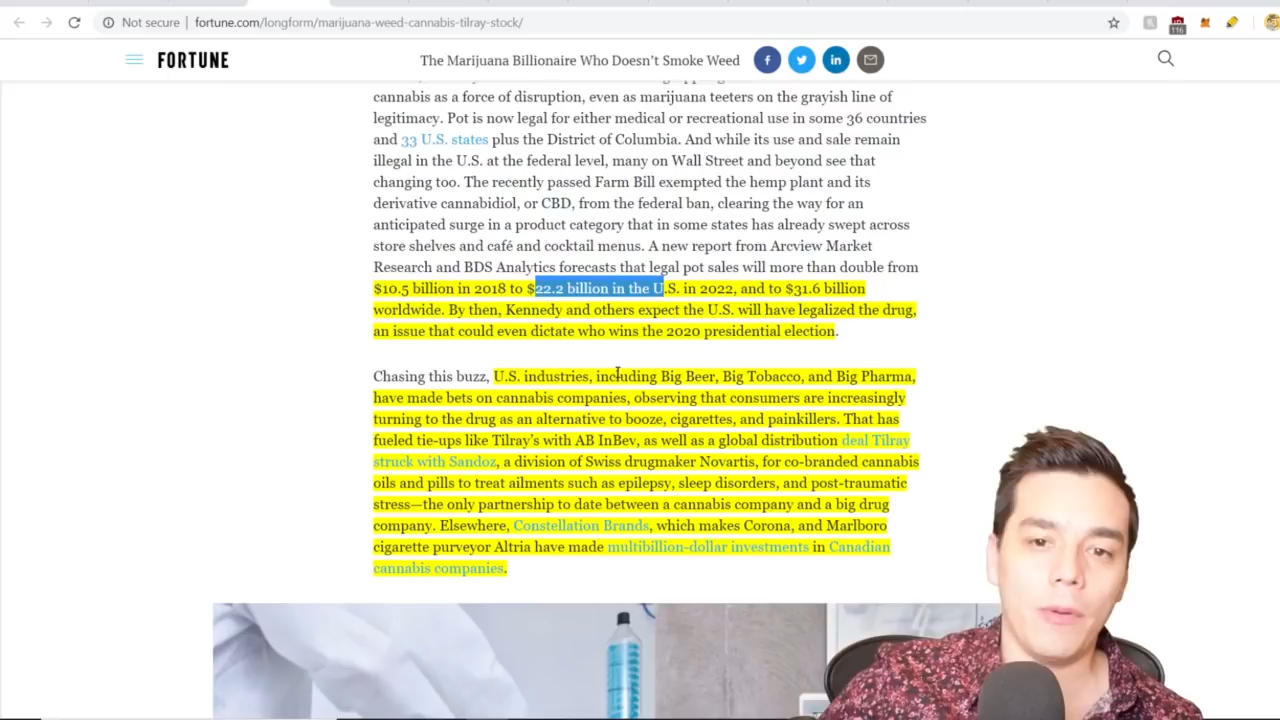 Not secure
fortune.com/longform/marijuana-weed-cannabis-tilray-stock/
116
FORTUNE
The Marijuana Billionaire Who Doesn't Smoke Weed
cannabis as a force of disruption, even as marijuana teeters on the grayish line of
legitimacy. Pot is now legal for either medical or recreational use in some 36 countries
and 33 U.S. states plus the District of Columbia. And while its use and sale remain
illegal in the U.S. at the federal level, many on Wall Street and beyond see that
changing too. The recently passed Farm Bill exempted the hemp plant and its
derivative cannabidiol, or CBD, from the federal ban, clearing the way for an
anticipated surge in a product category that in some states has already swept across
store shelves and café and cocktail menus. A new report from Arcview Market
Research and BDS Analytics forecasts that legal pot sales will more than double from
$10.5 billion in 2018 to $22.2 billion in the U.S. in 2022, and to $31.6 billion
worldwide. By then, Kennedy and others expect the U.S. will have legalized the drug,
an issue that could even dictate who wins the 2020 presidential election.
Chasing this buzz, U.S. industries, including Big Beer, Big Tobacco, and Big Pharma,
have made bets on cannabis companies, observing that consumers are increasingly
turning to the drug as an alternative to booze, cigarettes, and painkillers. That has
fueled tie-ups like Tilray's with AB InBev, as well as a global distribution deal Tilray
struck with Sandoz, a division of Swiss drugmaker Novartis, for co-branded cannabis
oils and pills to treat ailments such as epilepsy, sleep disorders, and post-traumatic
stress—the only partnership to date between a cannabis company and a big drug
company. Elsewhere, Constellation Brands, which makes Corona, and Marlboro
cigarette purveyor Altria have made multibillion-dollar investments in Canadian
cannabis companies.